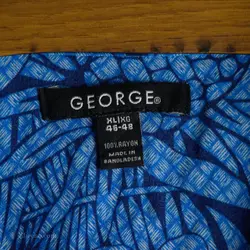 GEORGE®
XL|XG
46-48
100% RAYON
MADE IN
BANGLADESH